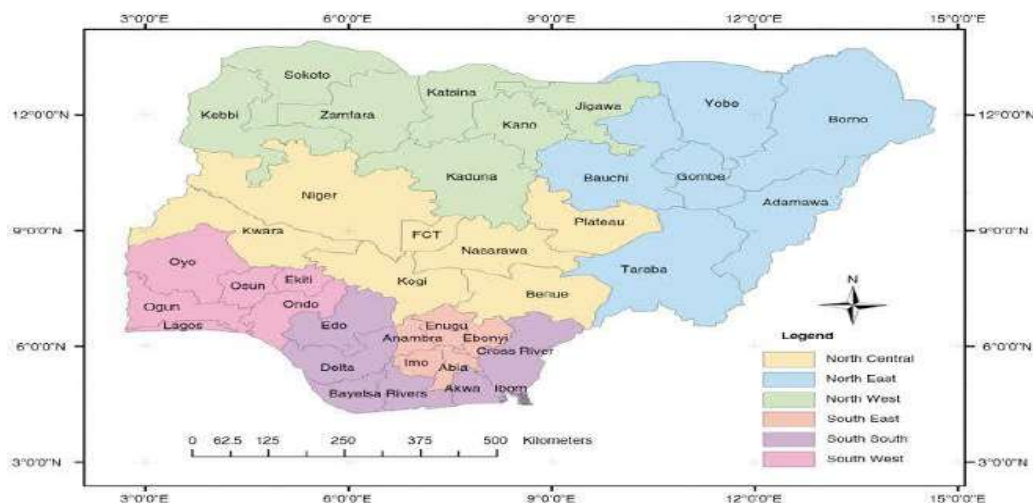 3°0'0"E 6°0'0"E 9°0'0"E 12°0'0"E 15°0'0"E
Sokoto
Katsina
Yobe
Jigawa
12°0'0"N Kebbi Zamfara Kano Borno 12°0'0"N
Kaduna Bauchi Gombe
Niger
Adamawa
Plateau
9°0'0"N Kwara FCT 9°0'0"N
Nasarawa
Oyo
Taraba
Osun Ekiti Kogi
N
Ogun Ondo Benue
Lagos Edo Enugu
Anambra Ebonyi
Legend
6°0'0"N Cross River 6°0'0"N
Delta Imo Abia
North Central
North East
Bayelsa Rivers Akwa Ibom
North West
South East
South South
0 62.5 125 250 375 500 Kilometers
South West
3°0'0"N 3°0'0"N
3°0'0"E 6°0'0"E 9°0'0"E 12°0'0"E 15°0'0"E